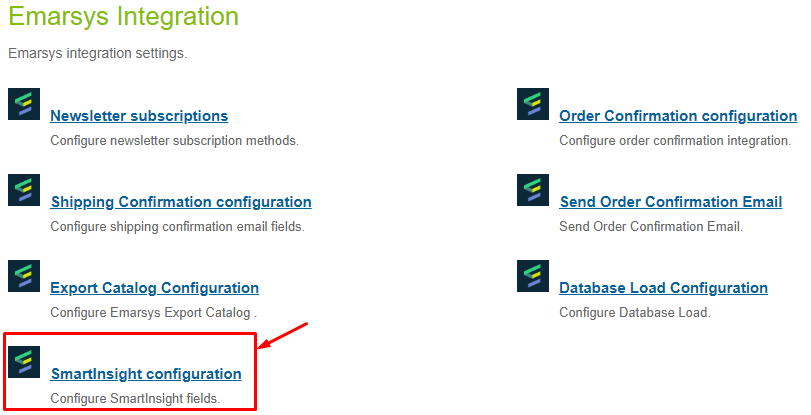 Emarsys Integration
Emarsys integration settings.
Newsletter subscriptions
Configure newsletter subscription methods.
Order Confirmation configuration
Configure order confirmation integration.
Shipping Confirmation configuration
Configure shipping confirmation email fields.
Send Order Confirmation Email
Send Order Confirmation Email.
Export Catalog Configuration
Configure Emarsys Export Catalog .
Database Load Configuration
Configure Database Load.
SmartInsight configuration
Configure SmartInsight fields.